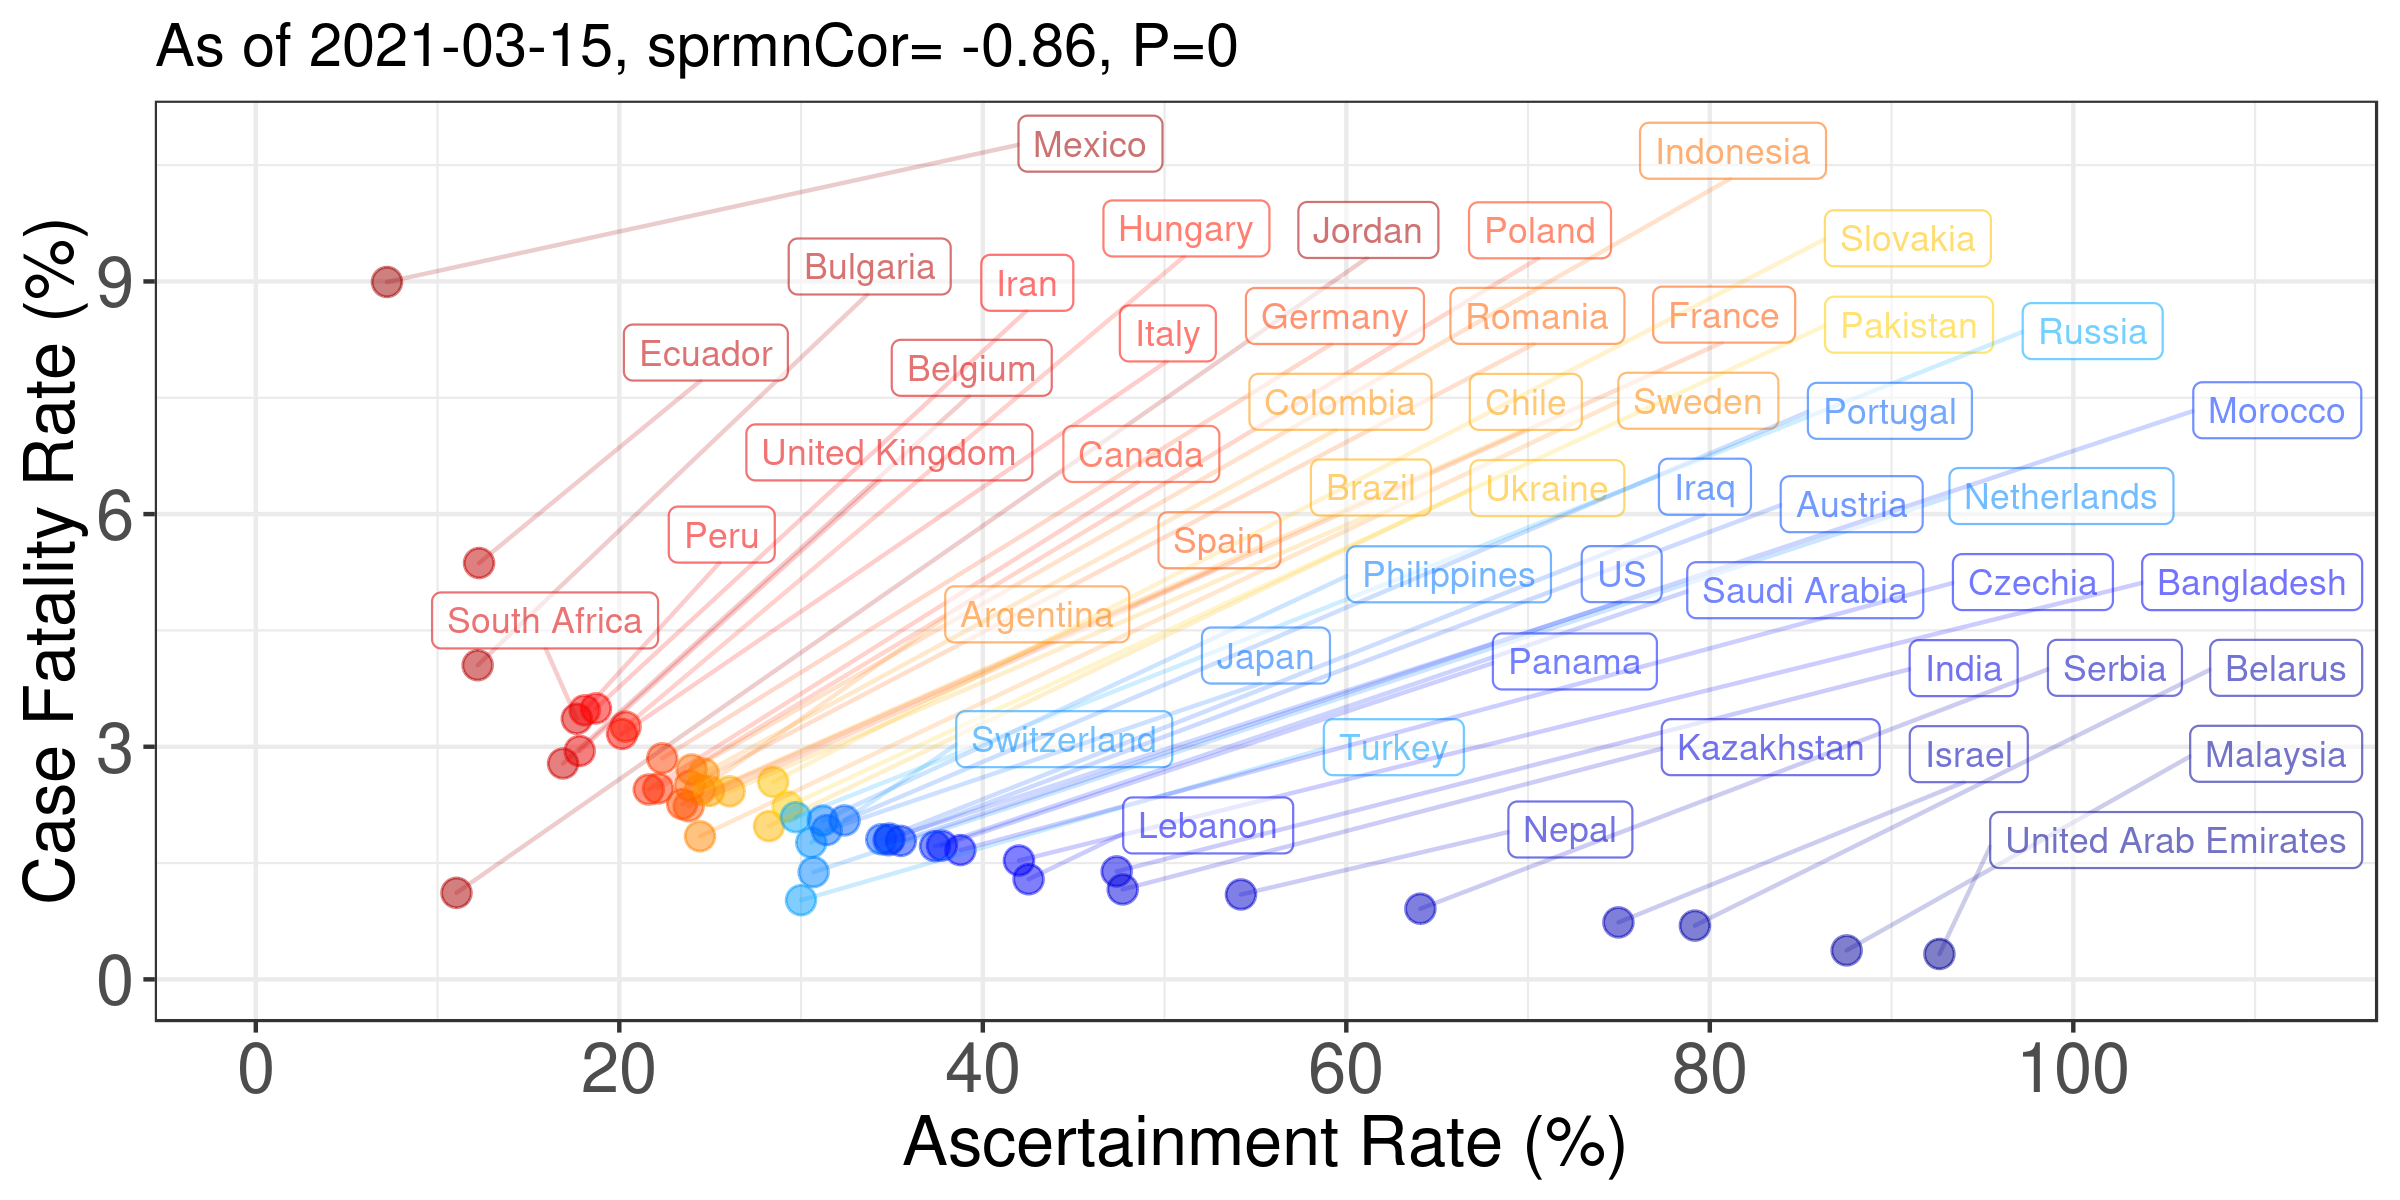 As of 2021-03-15, sprmnCor= -0.86, P=0
Case Fatality Rate (%)
9
6
3
0
Mexico
Indonesia
Hungary
Jordan
Poland
Slovakia
Bulgaria
Iran
Italy
Germany
Romania
France
Pakistan
Russia
Ecuador
Belgium
Colombia
Chile
Sweden
Portugal
Morocco
United Kingdom
Canada
Brazil
Ukraine
Iraq
Austria
Netherlands
Peru
Spain
Philippines
US
Saudi Arabia
Czechia
Bangladesh
South Africa
Argentina
Japan
Panama
India
Serbia
Belarus
Switzerland
Turkey
Kazakhstan
Israel
Malaysia
Lebanon
Nepal
United Arab Emirates
0
20
40
60
80
100
Ascertainment Rate (%)